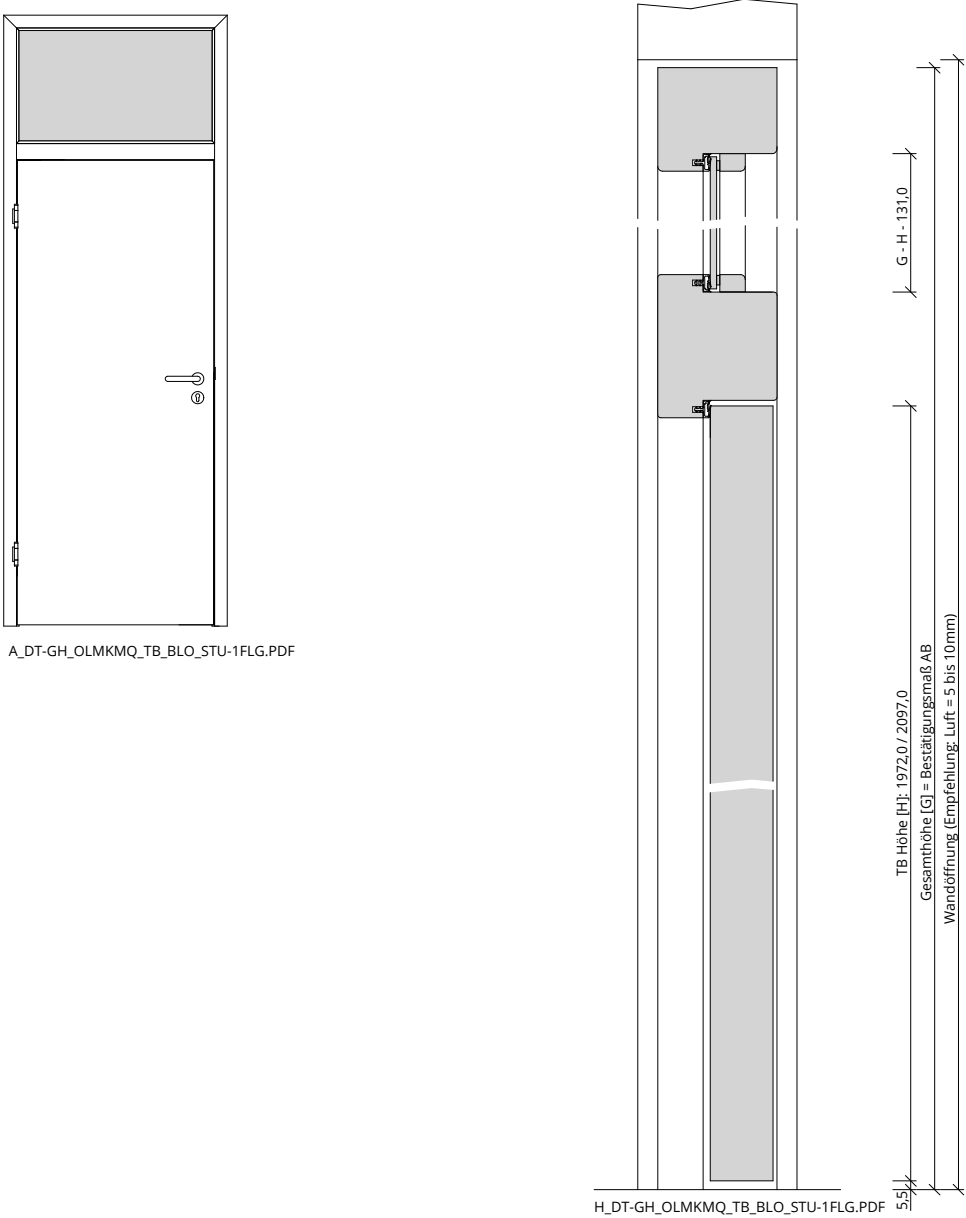 A_DT-GH_OLMKMQ_TB_BLO_STU-1FLG.PDF
G - H - 131,0
TB Höhe [H]: 1972,0 / 2097,0
Gesamthöhe [G] = Bestätigungsmaß AB
Wandöffnung (Empfehlung: Luft = 5 bis 10mm)
5,5
H_DT-GH_OLMKMQ_TB_BLO_STU-1FLG.PDF